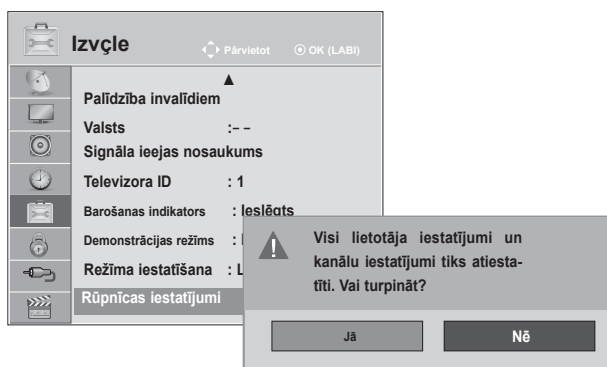 Izvçle
Pārvietot
OK (LABI)
▲
Palīdzība invalīdiem
Valsts :– –
Signāla ieejas nosaukums
Televizora ID : 1
Barošanas indikators : Ieslēgts
Demonstrācijas režīms :
Režīma iestatīšana : L
Rūpnīcas iestatījumi
Visi lietotāja iestatījumi un
kanālu iestatījumi tiks atiesta-
tīti. Vai turpināt?
Jā
Nē